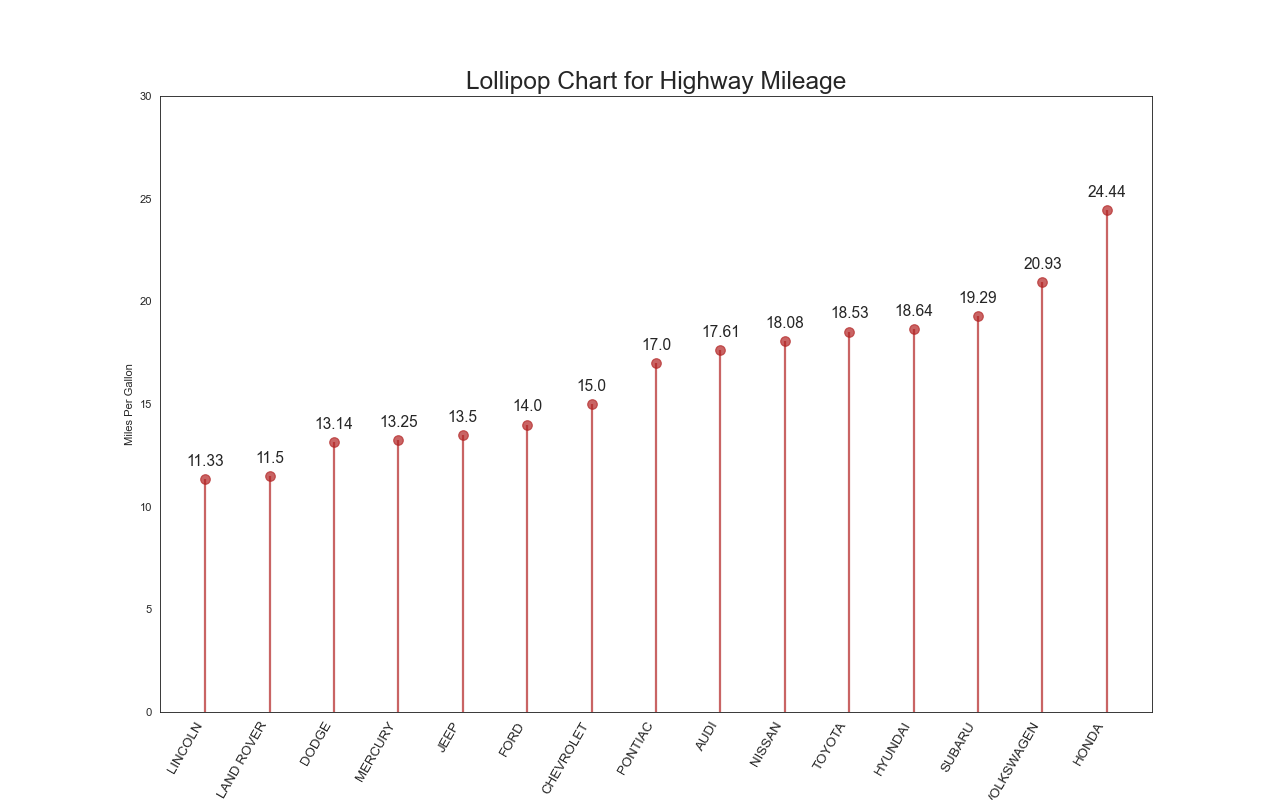 Lollipop Chart for Highway Mileage
30
25
20
15
10
5
0
Miles Per Gallon
11.33
11.5
13.14
13.25
13.5
14.0
15.0
17.0
17.61
18.08
18.53
18.64
19.29
20.93
24.44
LINCOLN
LAND ROVER
DODGE
MERCURY
JEEP
FORD
CHEVROLET
PONTIAC
AUDI
NISSAN
TOYOTA
HYUNDAI
SUBARU
VOLKSWAGEN
HONDA